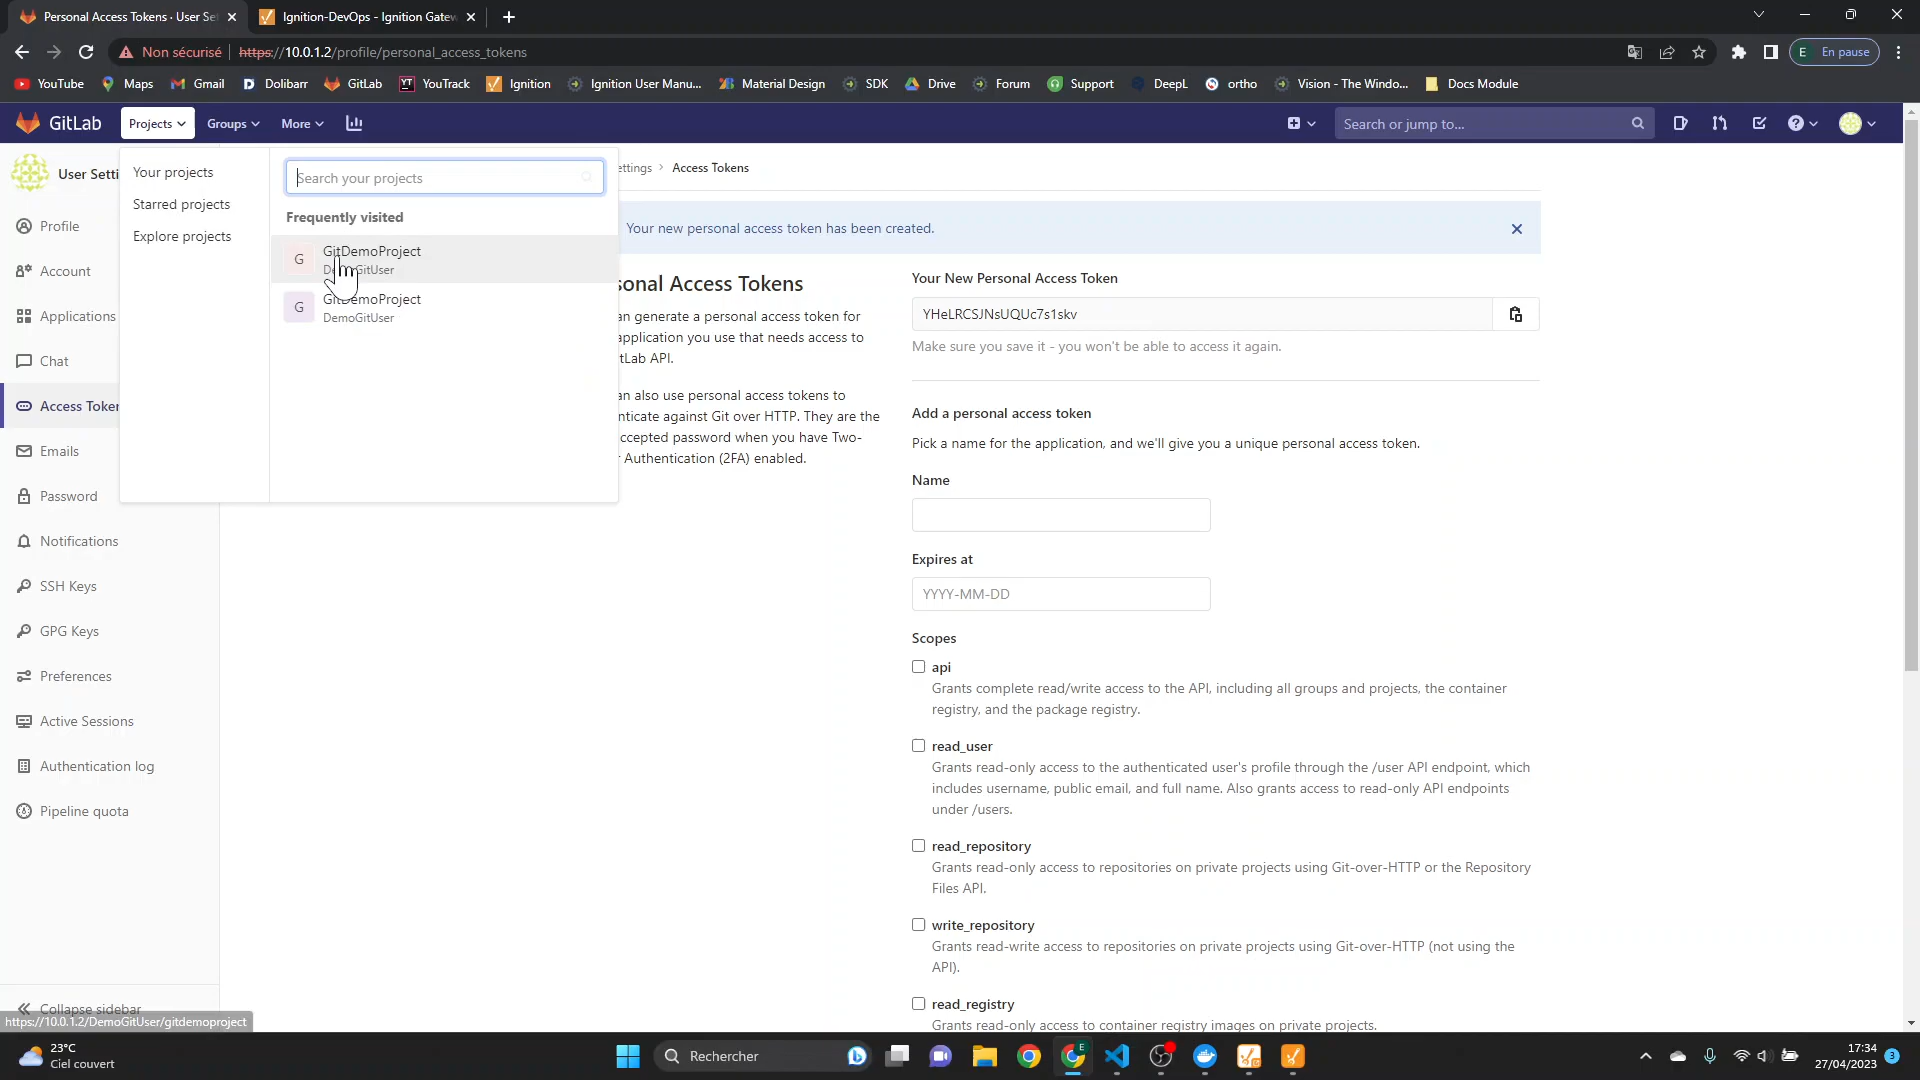 Personal Access Tokens · User Set
Ignition-DevOps - Ignition Gatew
Non sécurisé
https://10.0.1.2/profile/personal_access_tokens
E En pause
YouTube
Maps
Gmail
Dolibarr
GitLab
YouTrack
Ignition
Ignition User Manu...
Material Design
SDK
Drive
Forum
Support
DeepL
ortho
Vision - The Windo...
Docs Module
GitLab
Projects
Groups
More
Search or jump to...
User Setti
Profile
Account
Applications
Chat
Access Token
Emails
Password
Notifications
SSH Keys
GPG Keys
Preferences
Active Sessions
Authentication log
Pipeline quota
Collapse sidebar
https://10.0.1.2/DemoGitUser/gitdemoproject
Your projects
Starred projects
Explore projects
Search your projects
Frequently visited
G
GitDemoProject
G
GitDemoProject
DemoGitUser
ettings > Access Tokens
Your new personal access token has been created.
sonal Access Tokens
an generate a personal access token for
application you use that needs access to
tLab API.
an also use personal access tokens to
nticate against Git over HTTP. They are the
ccepted password when you have Two-
r Authentication (2FA) enabled.
Your New Personal Access Token
YHeLRCSJNsUQUc7s1skv
Make sure you save it - you won't be able to access it again.
Add a personal access token
Pick a name for the application, and we'll give you a unique personal access token.
Name
Expires at
YYYY-MM-DD
Scopes
api
Grants complete read/write access to the API, including all groups and projects, the container
registry, and the package registry.
read_user
Grants read-only access to the authenticated user's profile through the /user API endpoint, which
includes username, public email, and full name. Also grants access to read-only API endpoints
under /users.
read_repository
Grants read-only access to repositories on private projects using Git-over-HTTP or the Repository
Files API.
write_repository
Grants read-write access to repositories on private projects using Git-over-HTTP (not using the
API).
read_registry
Grants read-only access to container registry images on private projects.
23°C
Ciel couvert
Rechercher
17:34
27/04/2023
3